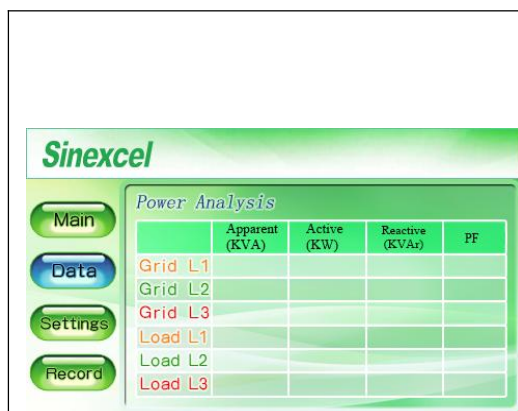 Sinexcel
Main
Data
Settings
Record
Power Analysis
Apparent (KVA) Active (KW) Reactive (KVAr) PF
Grid L1
Grid L2
Grid L3
Load L1
Load L2
Load L3